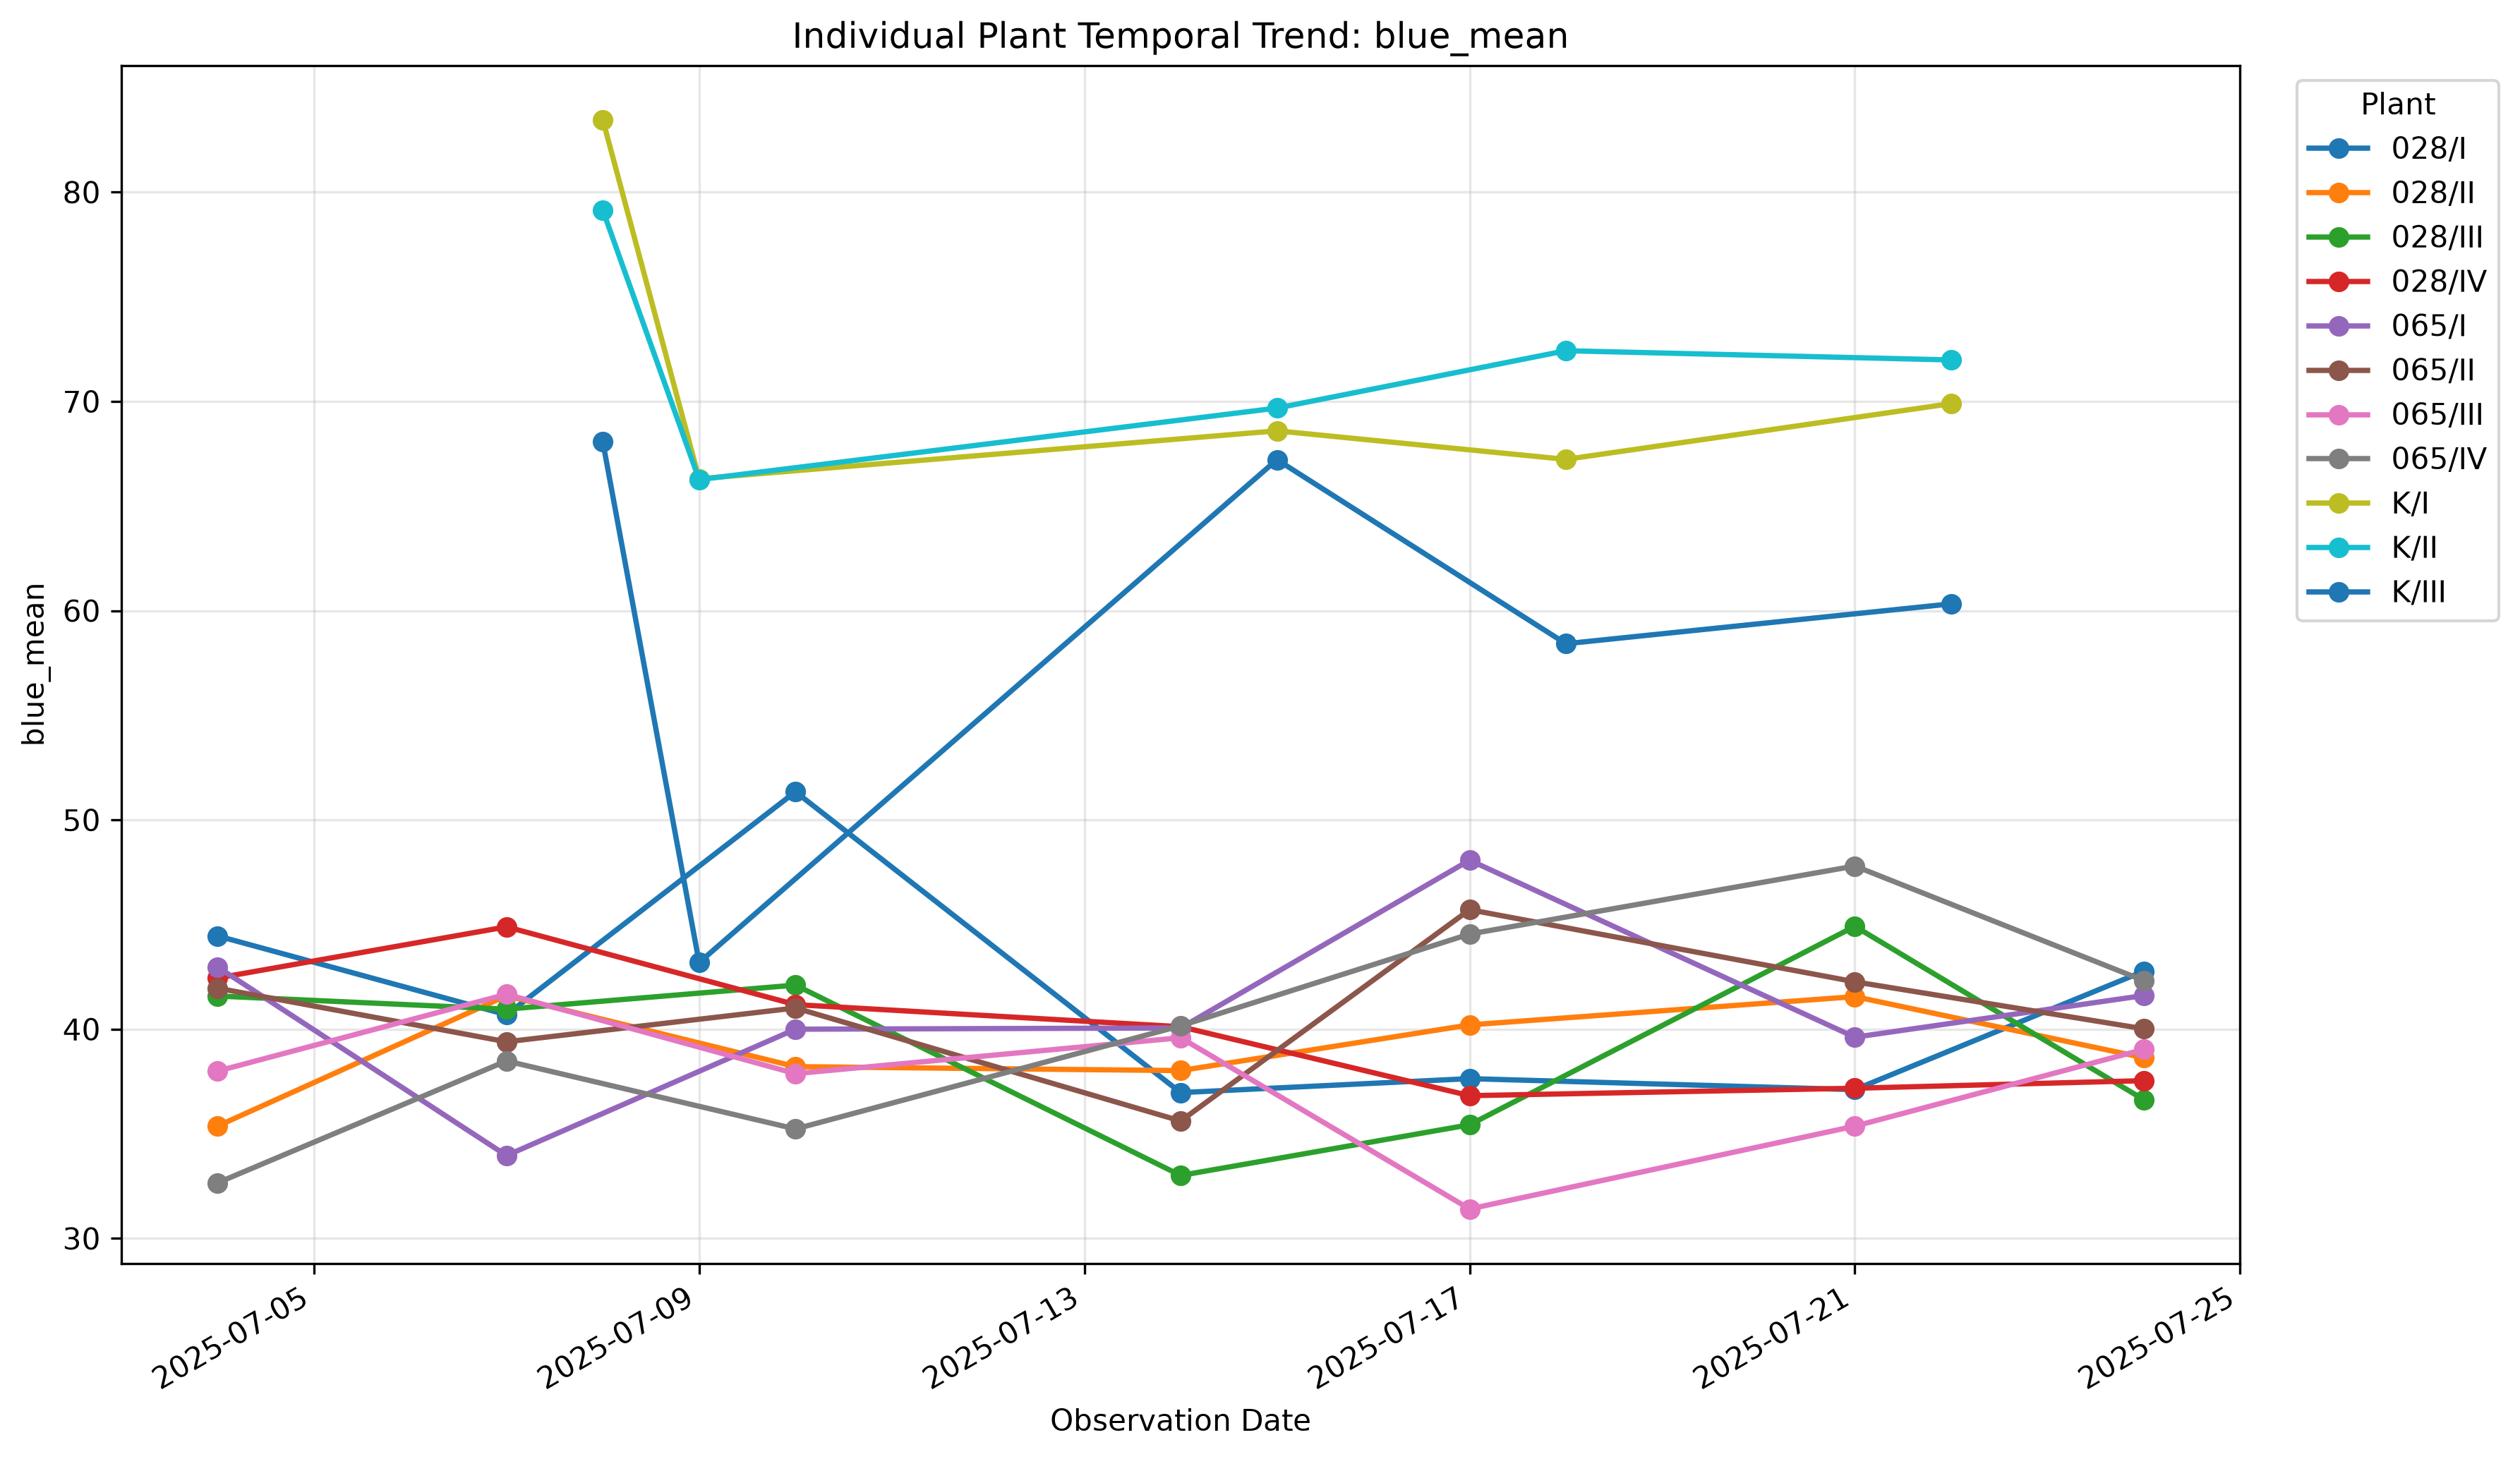 Individual Plant Temporal Trend: blue_mean
Plant
028/I
028/II
028/III
028/IV
065/I
065/II
065/III
065/IV
K/I
K/II
K/III
blue_mean
80
70
60
50
40
30
2025-07-05
2025-07-09
2025-07-13
2025-07-17
2025-07-21
2025-07-25
Observation Date